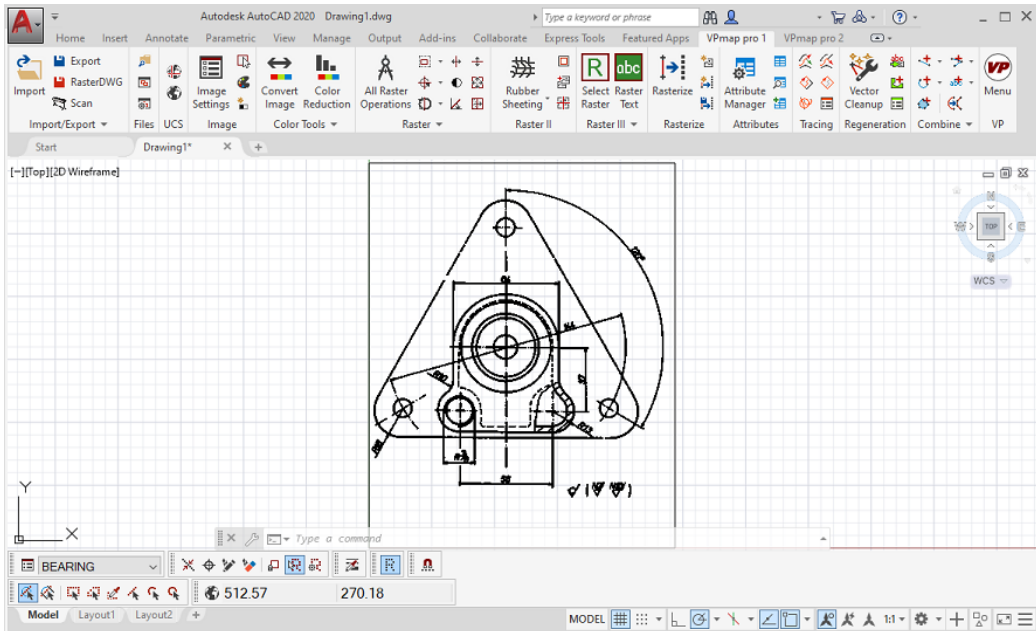 Autodesk AutoCAD 2020 Drawing1.dwg Type a keyword or phrase
Home Insert Annotate Parametric View Manage Output Add-ins Collaborate Express Tools Featured Apps VPmap pro 1 VPmap pro 2
Import Export RasterDWG Scan
Image Settings
Convert Image
Color Reduction
All Raster Operations
Rubber Sheeting
Select Raster
Raster Text
Rasterize
Attribute Manager
Vector Cleanup
VP Menu
Import/Export Files UCS Image Color Tools Raster Raster II Raster III Rasterize Attributes Tracing Regeneration Combine VP
Start Drawing1* +
[−][Top][2D Wireframe]
N
W TOP E
S
WCS
Y
X
Type a command
BEARING
512.57 270.18
Model Layout1 Layout2 +
MODEL 1:1